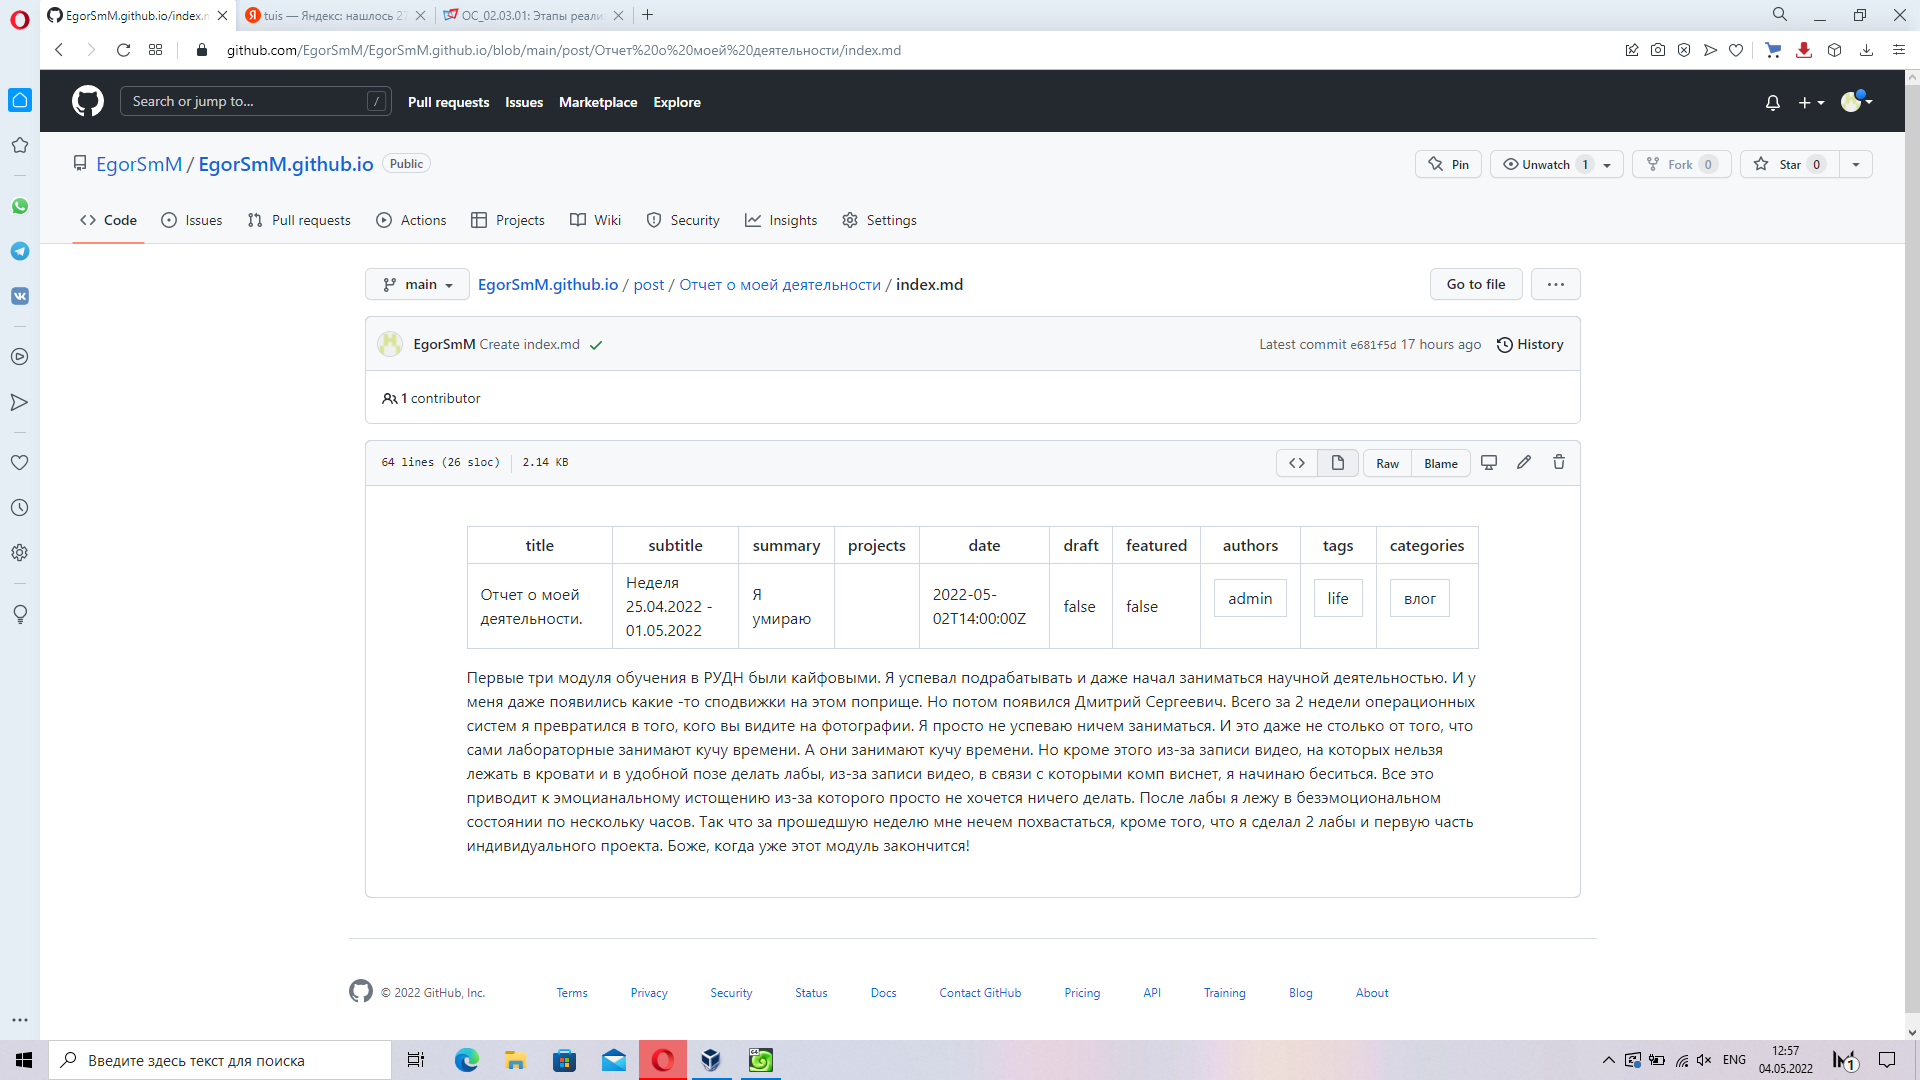 EgorSmM.github.io/index.m
tuis — Яндекс: нашлось 27
ОС_02.03.01: Этапы реали
github.com/EgorSmM/EgorSmM.github.io/blob/main/post/Отчет%20о%20моей%20деятельности/index.md
Search or jump to... /
Pull requests Issues Marketplace Explore
EgorSmM / EgorSmM.github.io Public
Pin Unwatch 1 Fork 0 Star 0
Code Issues Pull requests Actions Projects Wiki Security Insights Settings
main EgorSmM.github.io / post / Отчет о моей деятельности / index.md Go to file ...
EgorSmM Create index.md Latest commit e681f5d 17 hours ago History
1 contributor
64 lines (26 sloc) 2.14 KB Raw Blame
title subtitle summary projects date draft featured authors tags categories
Отчет о моей деятельности. Неделя 25.04.2022 - 01.05.2022 Я умираю 2022-05-02T14:00:00Z false false admin life влог
Первые три модуля обучения в РУДН были кайфовыми. Я успевал подрабатывать и даже начал заниматься научной деятельностью. И у
меня даже появились какие -то сподвижки на этом поприще. Но потом появился Дмитрий Сергеевич. Всего за 2 недели операционных
систем я превратился в того, кого вы видите на фотографии. Я просто не успеваю ничем заниматься. И это даже не столько от того, что
сами лабораторные занимают кучу времени. А они занимают кучу времени. Но кроме этого из-за записи видео, на которых нельзя
лежать в кровати и в удобной позе делать лабы, из-за записи видео, в связи с которыми комп виснет, я начинаю беситься. Все это
приводит к эмоцианальному истощению из-за которого просто не хочется ничего делать. После лабы я лежу в безэмоциональном
состоянии по нескольку часов. Так что за прошедшую неделю мне нечем похвастаться, кроме того, что я сделал 2 лабы и первую часть
индивидуального проекта. Боже, когда уже этот модуль закончится!
© 2022 GitHub, Inc. Terms Privacy Security Status Docs Contact GitHub Pricing API Training Blog About
Введите здесь текст для поиска
ENG
12:57
04.05.2022
1